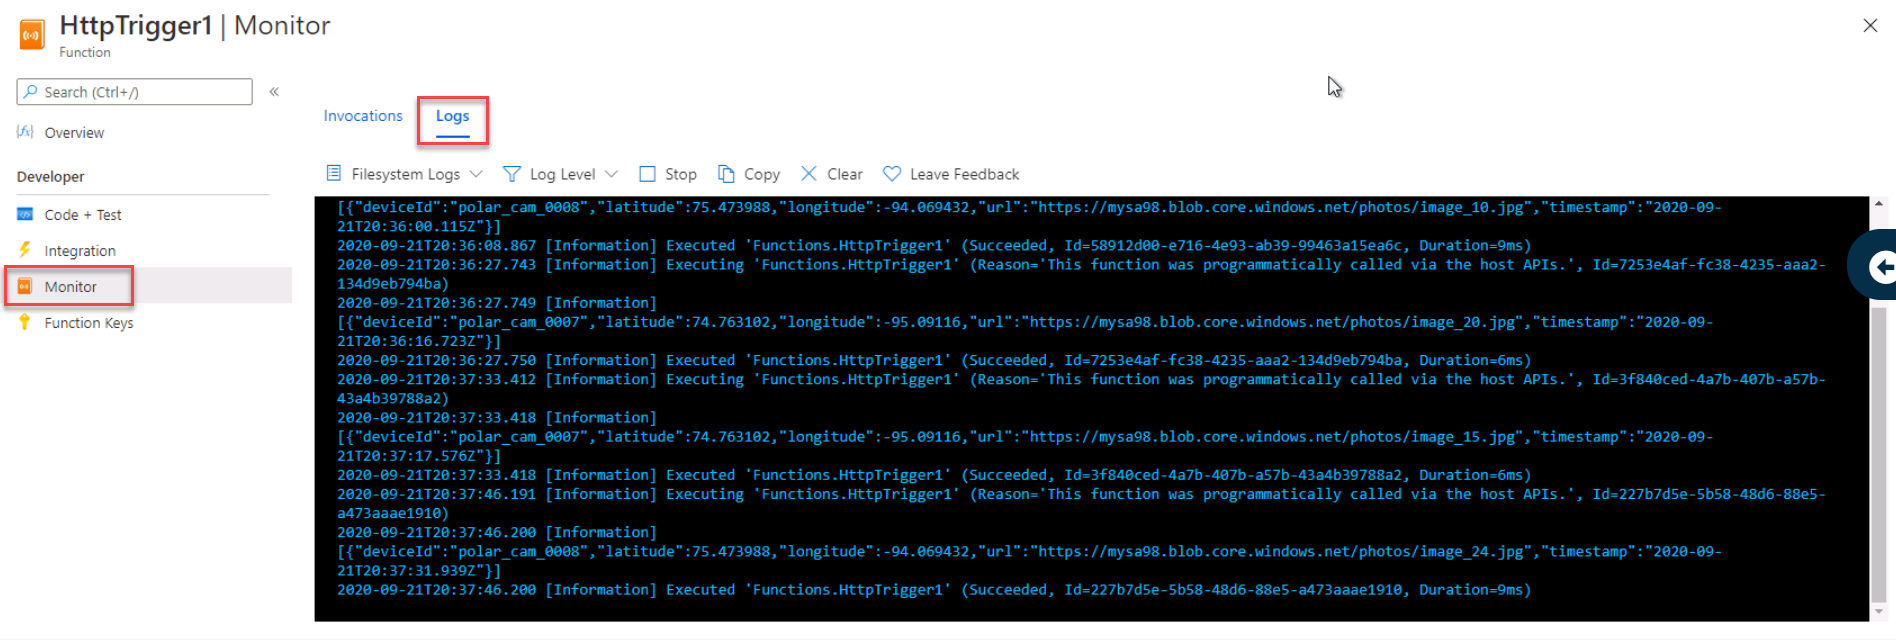 HttpTrigger1 | Monitor
Function
Search (Ctrl+/)
«
Overview
Developer
Code + Test
Integration
Monitor
Function Keys
Invocations
Logs
Filesystem Logs
Log Level
Stop
Copy
Clear
Leave Feedback
[{"deviceId":"polar_cam_0008","latitude":75.473988,"longitude":-94.069432,"url":"https://mysa98.blob.core.windows.net/photos/image_10.jpg","timestamp":"2020-09-
21T20:36:00.115Z"}]
2020-09-21T20:36:08.867 [Information] Executed 'Functions.HttpTrigger1' (Succeeded, Id=58912d00-e716-4e93-ab39-99463a15ea6c, Duration=9ms)
2020-09-21T20:36:27.743 [Information] Executing 'Functions.HttpTrigger1' (Reason='This function was programmatically called via the host APIs.', Id=7253e4af-fc38-4235-aaa2-
134d9eb794ba)
2020-09-21T20:36:27.749 [Information]
[{"deviceId":"polar_cam_0007","latitude":74.763102,"longitude":-95.09116,"url":"https://mysa98.blob.core.windows.net/photos/image_20.jpg","timestamp":"2020-09-
21T20:36:16.723Z"}]
2020-09-21T20:36:27.750 [Information] Executed 'Functions.HttpTrigger1' (Succeeded, Id=7253e4af-fc38-4235-aaa2-134d9eb794ba, Duration=6ms)
2020-09-21T20:37:33.412 [Information] Executing 'Functions.HttpTrigger1' (Reason='This function was programmatically called via the host APIs.', Id=3f840ced-4a7b-407b-a57b-
43a4b39788a2)
2020-09-21T20:37:33.418 [Information]
[{"deviceId":"polar_cam_0007","latitude":74.763102,"longitude":-95.09116,"url":"https://mysa98.blob.core.windows.net/photos/image_15.jpg","timestamp":"2020-09-
21T20:37:17.576Z"}]
2020-09-21T20:37:33.418 [Information] Executed 'Functions.HttpTrigger1' (Succeeded, Id=3f840ced-4a7b-407b-a57b-43a4b39788a2, Duration=6ms)
2020-09-21T20:37:46.191 [Information] Executing 'Functions.HttpTrigger1' (Reason='This function was programmatically called via the host APIs.', Id=227b7d5e-5b58-48d6-88e5-
a473aaae1910)
2020-09-21T20:37:46.200 [Information]
[{"deviceId":"polar_cam_0008","latitude":75.473988,"longitude":-94.069432,"url":"https://mysa98.blob.core.windows.net/photos/image_24.jpg","timestamp":"2020-09-
21T20:37:31.939Z"}]
2020-09-21T20:37:46.200 [Information] Executed 'Functions.HttpTrigger1' (Succeeded, Id=227b7d5e-5b58-48d6-88e5-a473aaae1910, Duration=9ms)